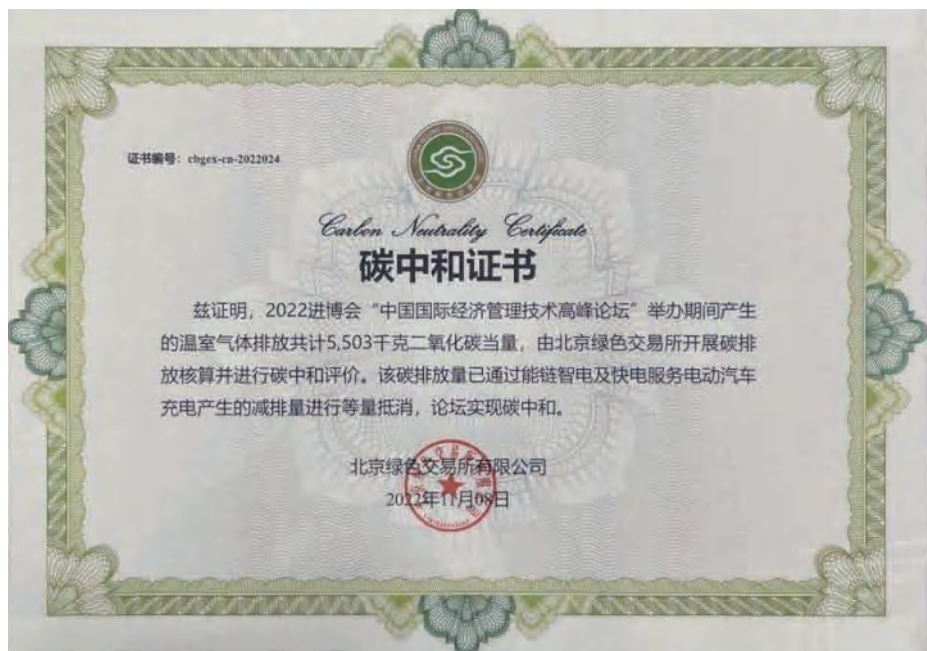 证书编号：cbgex-cn-2022024
Carbon Neutrality Certificate
碳中和证书
兹证明，2022进博会“中国国际经济管理技术高峰论坛”举办期间产生
的温室气体排放共计5,503千克二氧化碳当量，由北京绿色交易所开展碳排
放核算并进行碳中和评价。该碳排放量已通过能链智电及快电服务电动汽车
充电产生的减排量进行等量抵消，论坛实现碳中和。
北京绿色交易所有限公司
2022年11月08日